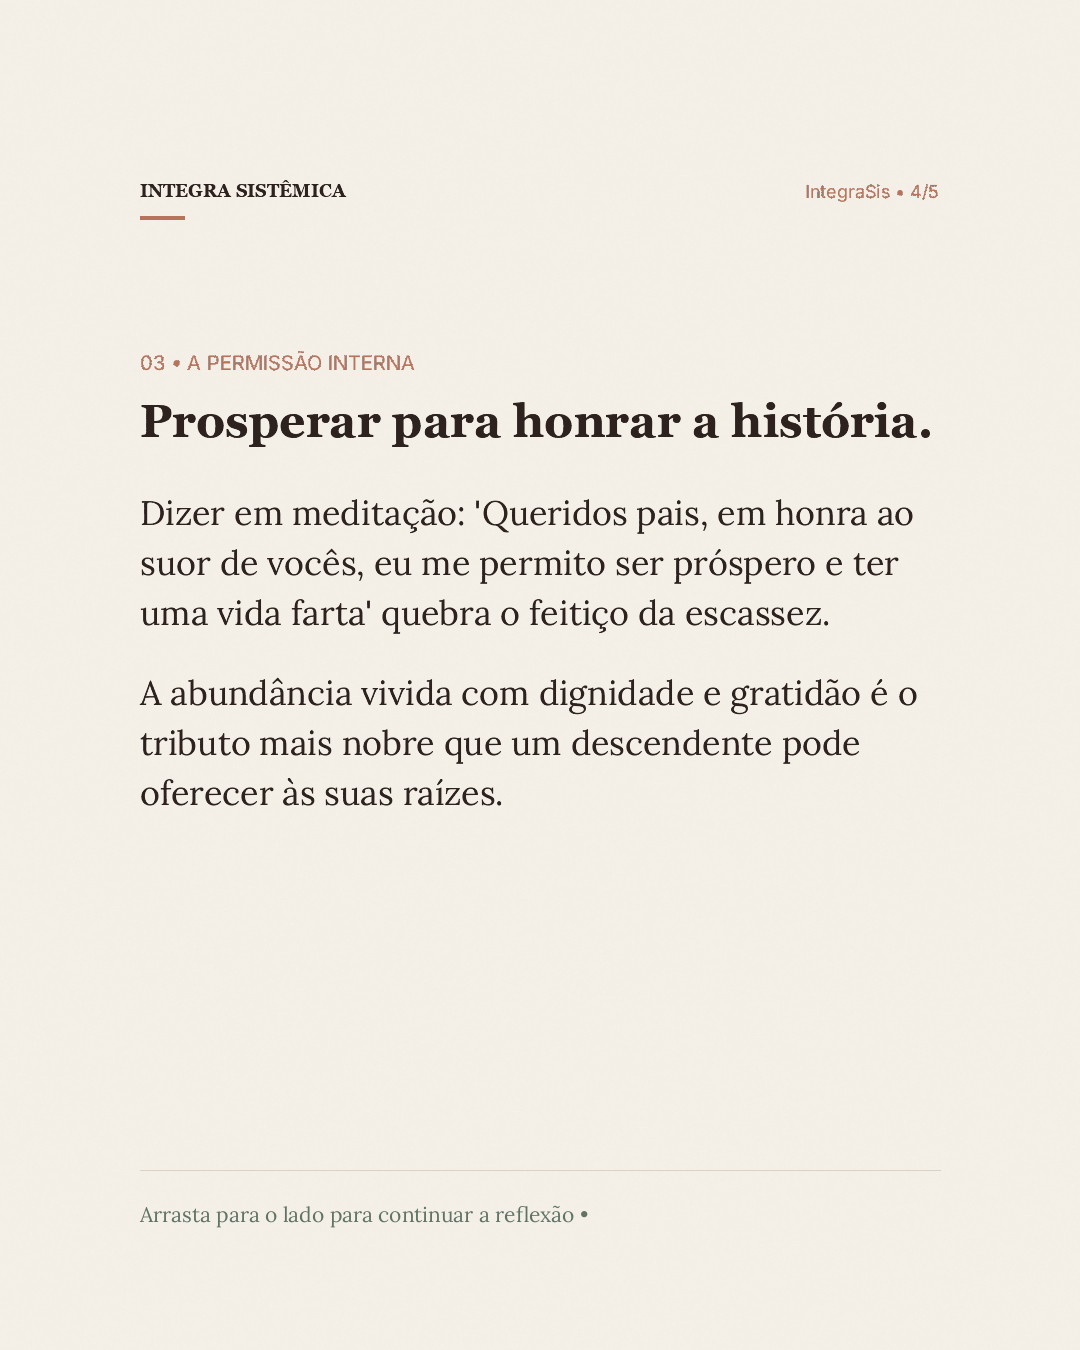 INTEGRA SISTÊMICA
IntegraSis • 4/5
03 • A PERMISSÃO INTERNA
Prosperar para honrar a história.
Dizer em meditação: 'Queridos pais, em honra ao
suor de vocês, eu me permito ser próspero e ter
uma vida farta' quebra o feitiço da escassez.
A abundância vivida com dignidade e gratidão é o
tributo mais nobre que um descendente pode
oferecer às suas raízes.
Arrasta para o lado para continuar a reflexão •